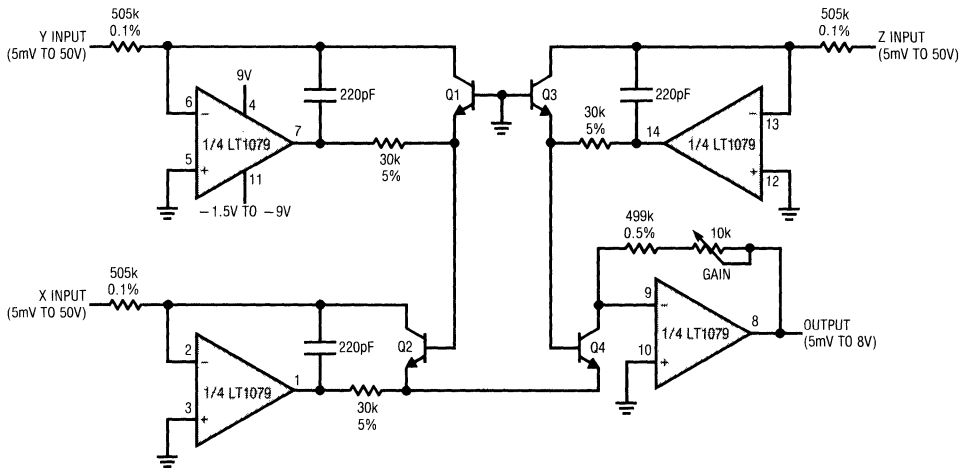 505k
0.1%
Y INPUT
(5mV TO 50V)
505k
0.1%
Z INPUT
(5mV TO 50V)
9V
4
6
−
1/4 LT1079
7
5
+
11
−1.5V TO −9V
220pF
30k
5%
Q1
Q3
220pF
30k
5%
14
−
13
1/4 LT1079
+
12
499k
0.5%
10k
GAIN
505k
0.1%
X INPUT
(5mV TO 50V)
2
−
1/4 LT1079
1
3
+
220pF
30k
5%
Q2
Q4
9
−
1/4 LT1079
8
10
+
OUTPUT
(5mV TO 8V)